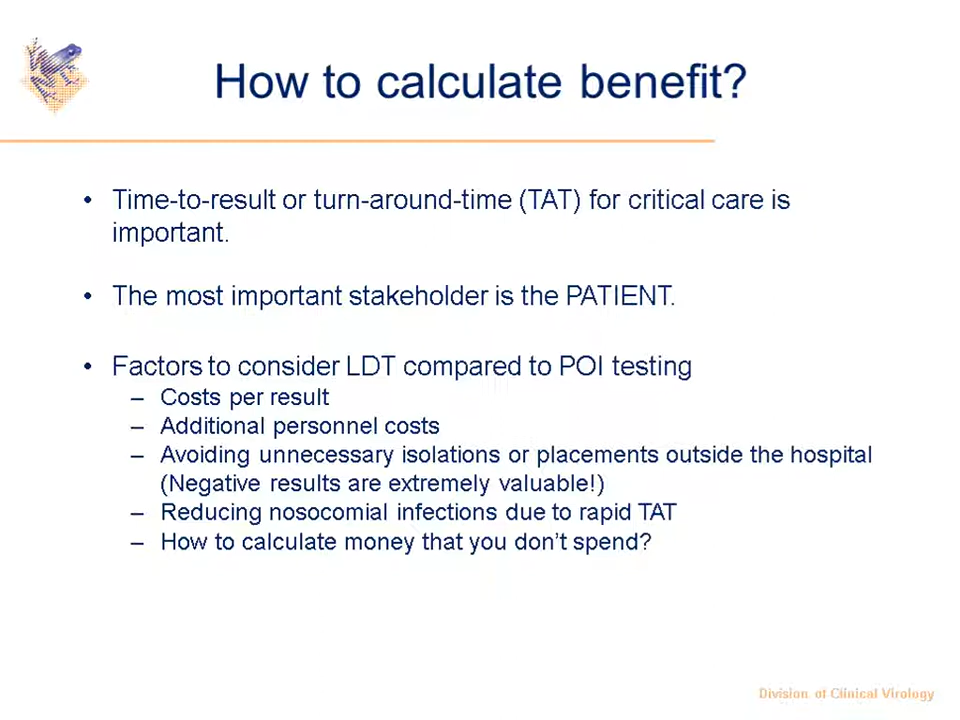 How to calculate benefit?
• Time-to-result or turn-around-time (TAT) for critical care is
important.
• The most important stakeholder is the PATIENT.
• Factors to consider LDT compared to POI testing
– Costs per result
– Additional personnel costs
– Avoiding unnecessary isolations or placements outside the hospital
(Negative results are extremely valuable!)
– Reducing nosocomial infections due to rapid TAT
– How to calculate money that you don't spend?
Division of Clinical Virology